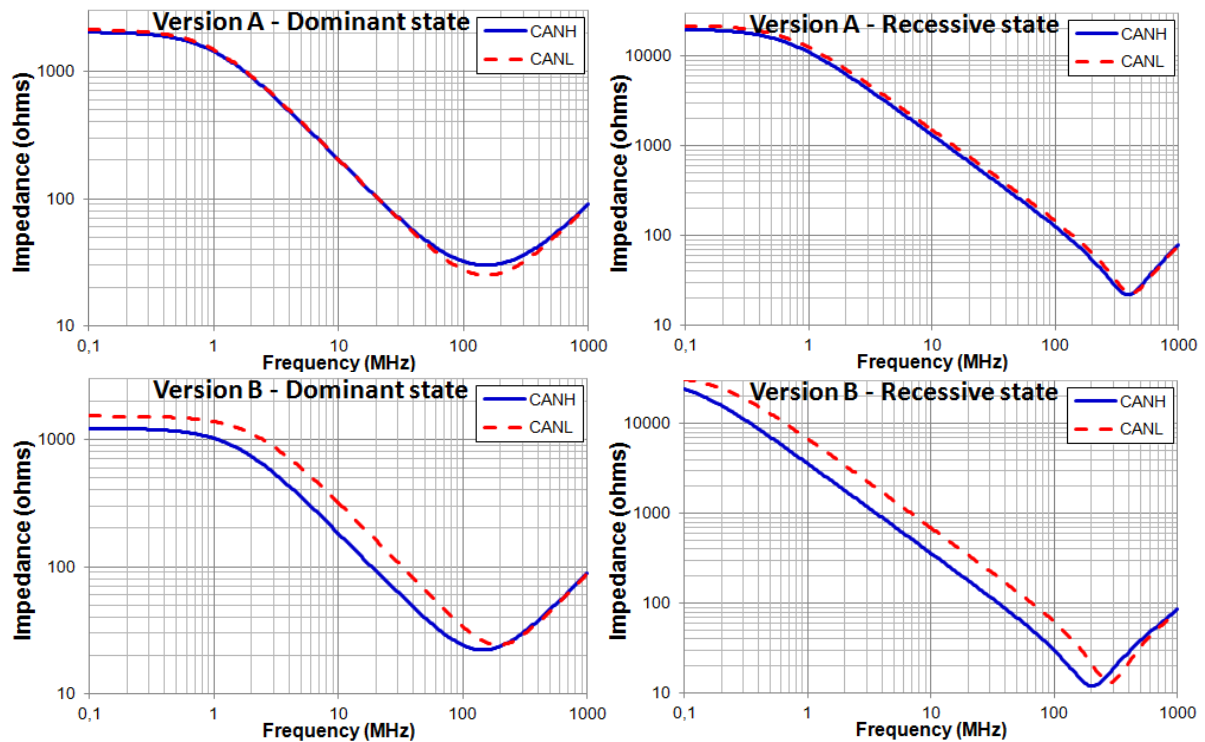 Version A - Dominant state
CANH
CANL
Impedance (ohms)
1000
100
10
0,1 1 10 100 1000
Frequency (MHz)
Version A - Recessive state
CANH
CANL
Impedance (ohms)
10000
1000
100
10
0,1 1 10 100 1000
Frequency (MHz)
Version B - Dominant state
CANH
CANL
Impedance (ohms)
1000
100
10
0,1 1 10 100 1000
Frequency (MHz)
Version B - Recessive state
CANH
CANL
Impedance (ohms)
10000
1000
100
10
0,1 1 10 100 1000
Frequency (MHz)